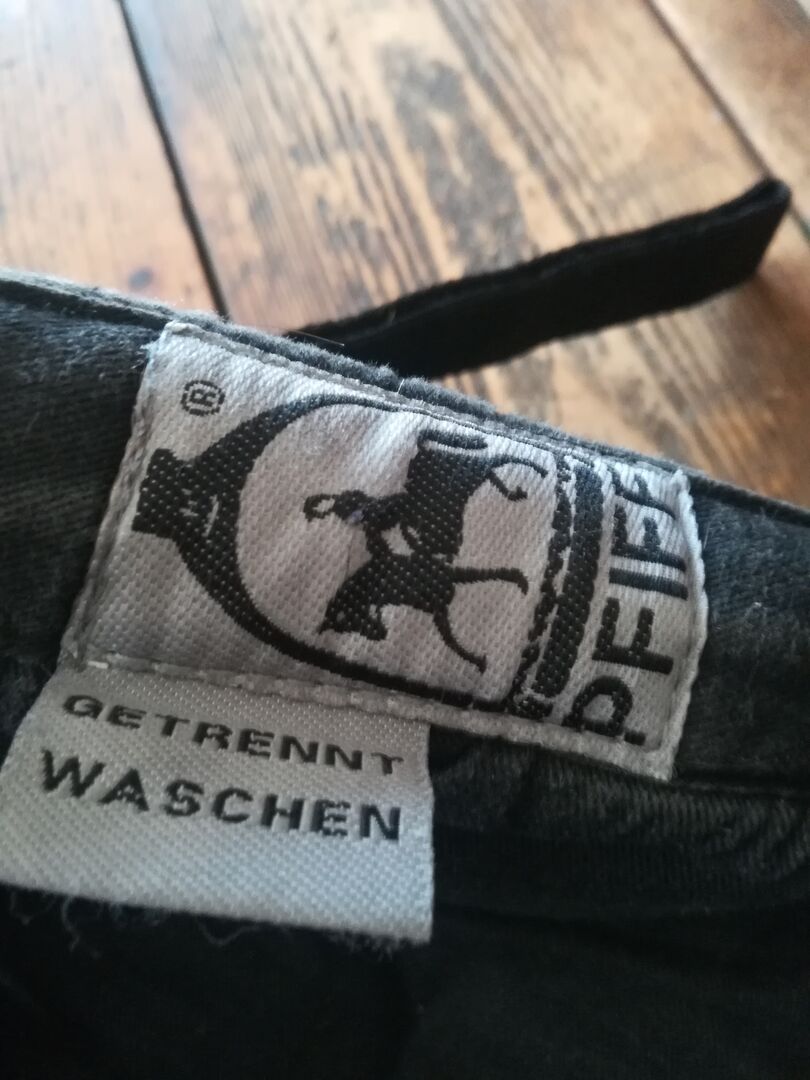 ®
PFIFF
GETRENNT
WASCHEN